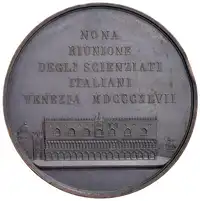 NONA
RIUNIONE
DEGLI SCIENZIATI
ITALIANI
VENEZIA MDCCCXLVII